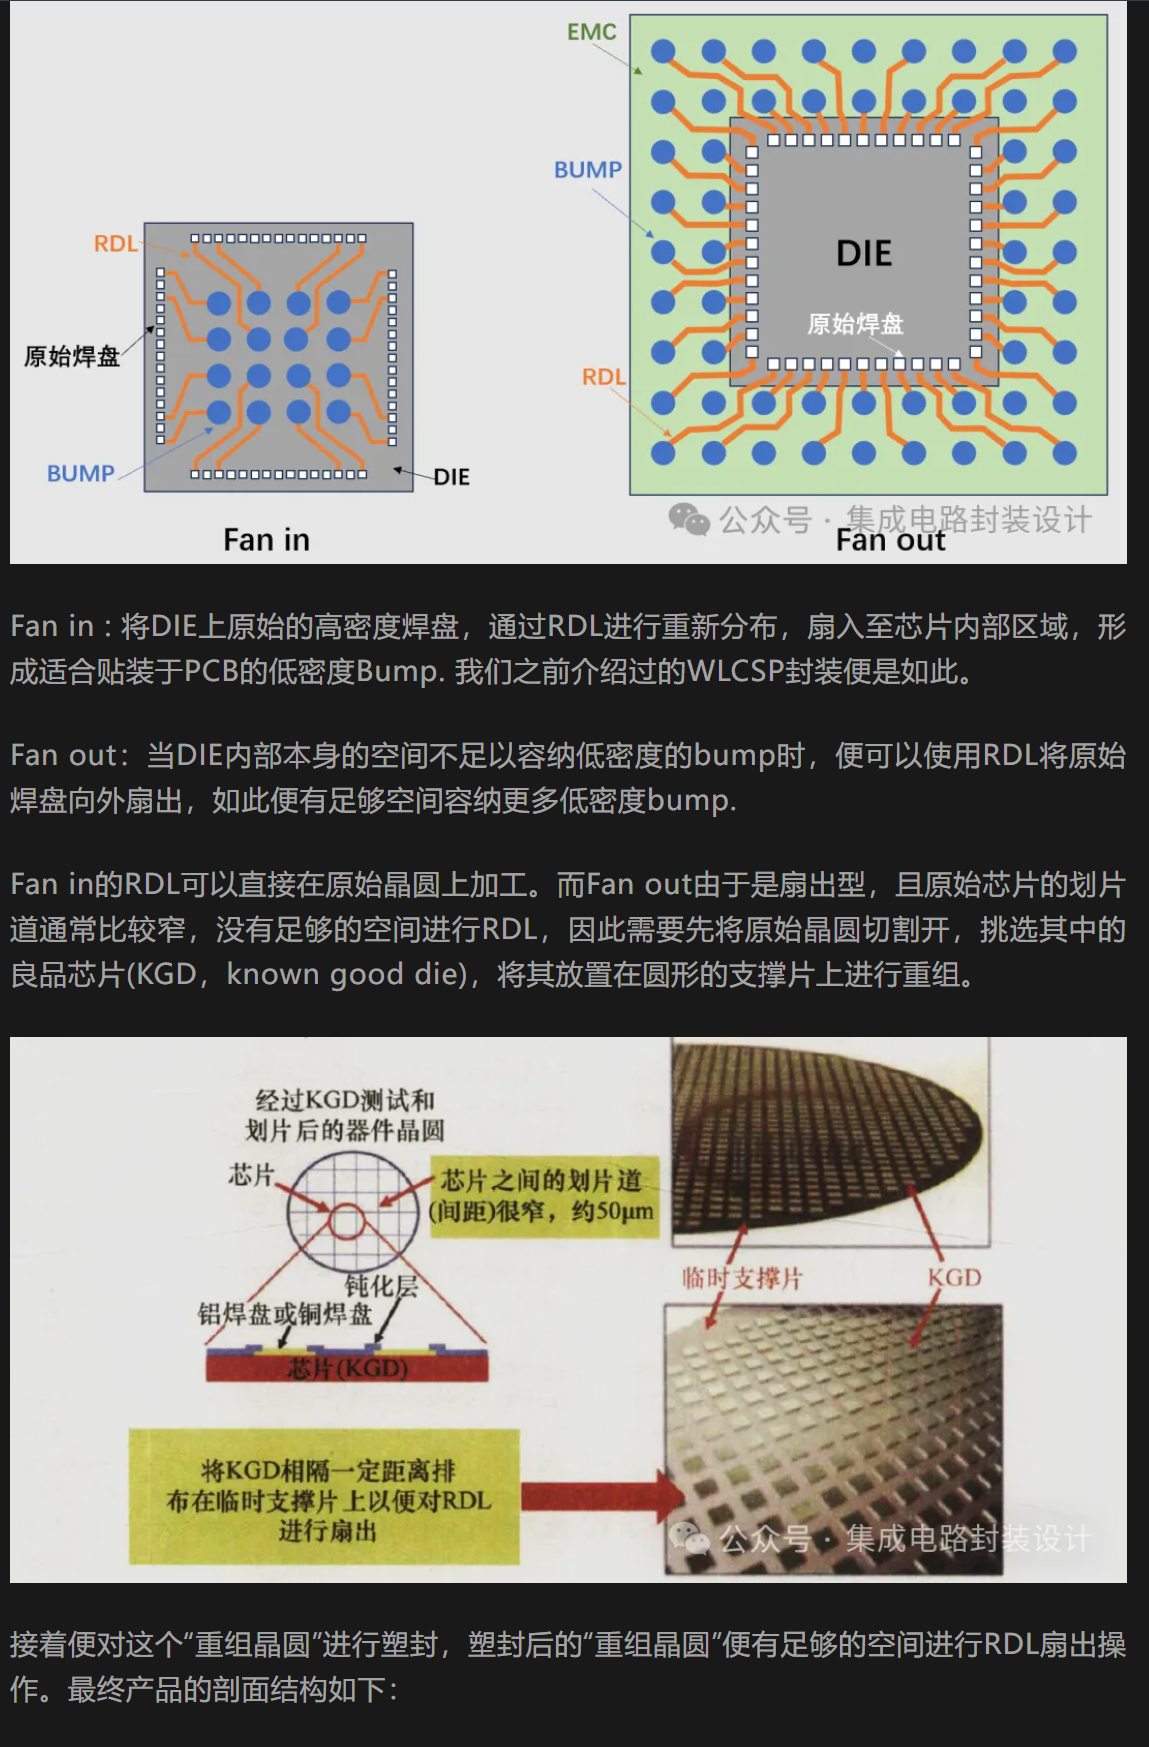 EMC
BUMP
RDL
DIE
原始焊盘
原始焊盘
RDL
BUMP
DIE
公众号 · 集成电路封装设计
Fan in
Fan out
Fan in : 将DIE上原始的高密度焊盘，通过RDL进行重新分布，扇入至芯片内部区域，形
成适合贴装于PCB的低密度Bump. 我们之前介绍过的WLCSP封装便是如此。
Fan out：当DIE内部本身的空间不足以容纳低密度的bump时，便可以使用RDL将原始
焊盘向外扇出，如此便有足够空间容纳更多低密度bump.
Fan in的RDL可以直接在原始晶圆上加工。而Fan out由于是扇出型，且原始芯片的划片
道通常比较窄，没有足够的空间进行RDL，因此需要先将原始晶圆切割开，挑选其中的
良品芯片(KGD，known good die)，将其放置在圆形的支撑片上进行重组。
经过KGD测试和
划片后的器件晶圆
芯片
芯片之间的划片道
(间距)很窄，约50μm
钝化层
临时支撑片
KGD
铝焊盘或铜焊盘
芯片(KGD)
将KGD相隔一定距离排
布在临时支撑片上以便对RDL
进行扇出
公众号 · 集成电路封装设计
接着便对这个“重组晶圆”进行塑封，塑封后的“重组晶圆”便有足够的空间进行RDL扇出操
作。最终产品的剖面结构如下：